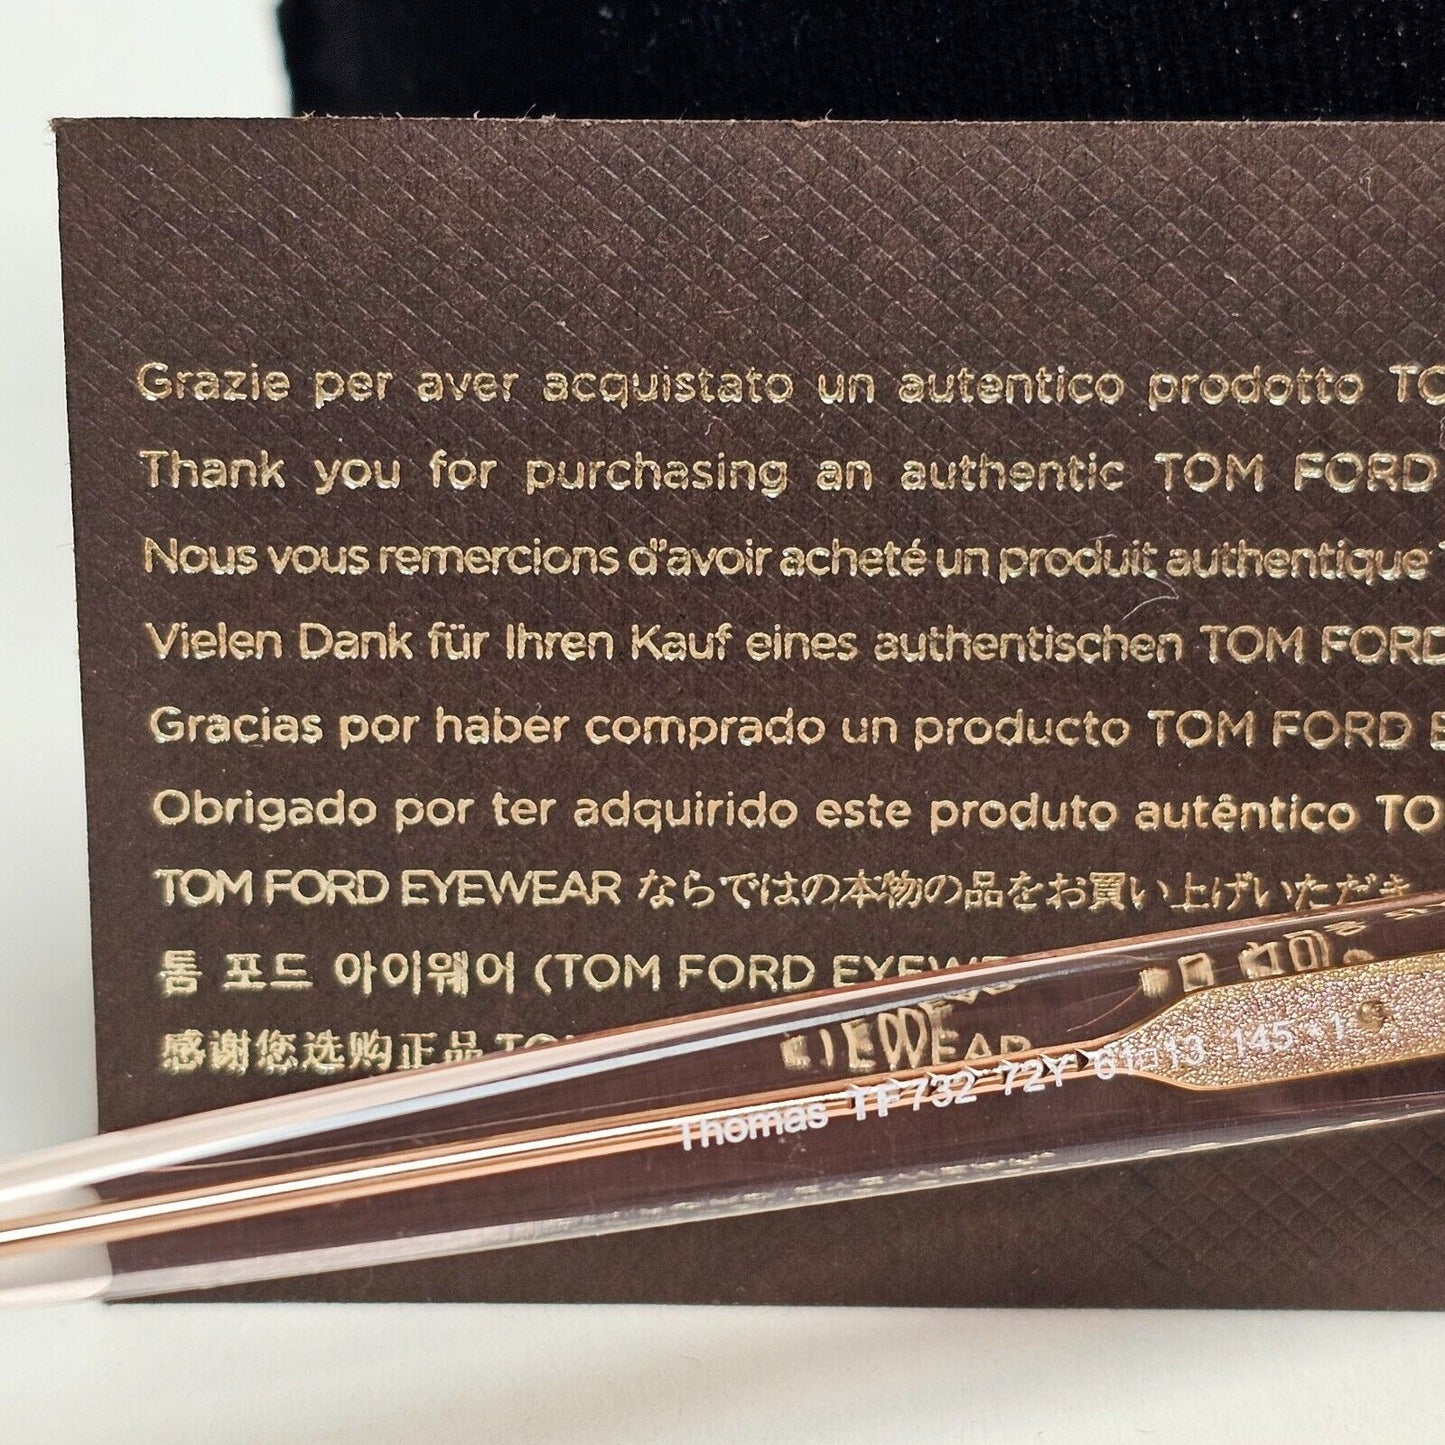 Grazie per aver acquistato un autentico prodotto
Thank you for purchasing an authentic TOM FORD
Nous vous remercions d'avoir acheté un produit authentique
Vielen Dank für Ihren Kauf eines authentischen TOM FORD
Gracias por haber comprado un producto TOM FORD
Obrigado por ter adquirido este produto autêntico
TOM FORD EYEWEAR ならではの本物の品をお買い上げいただき
톰 포드 아이웨어 (TOM FORD
感谢您选购正品
Thomas TF732 72Y 61□13 145 *1